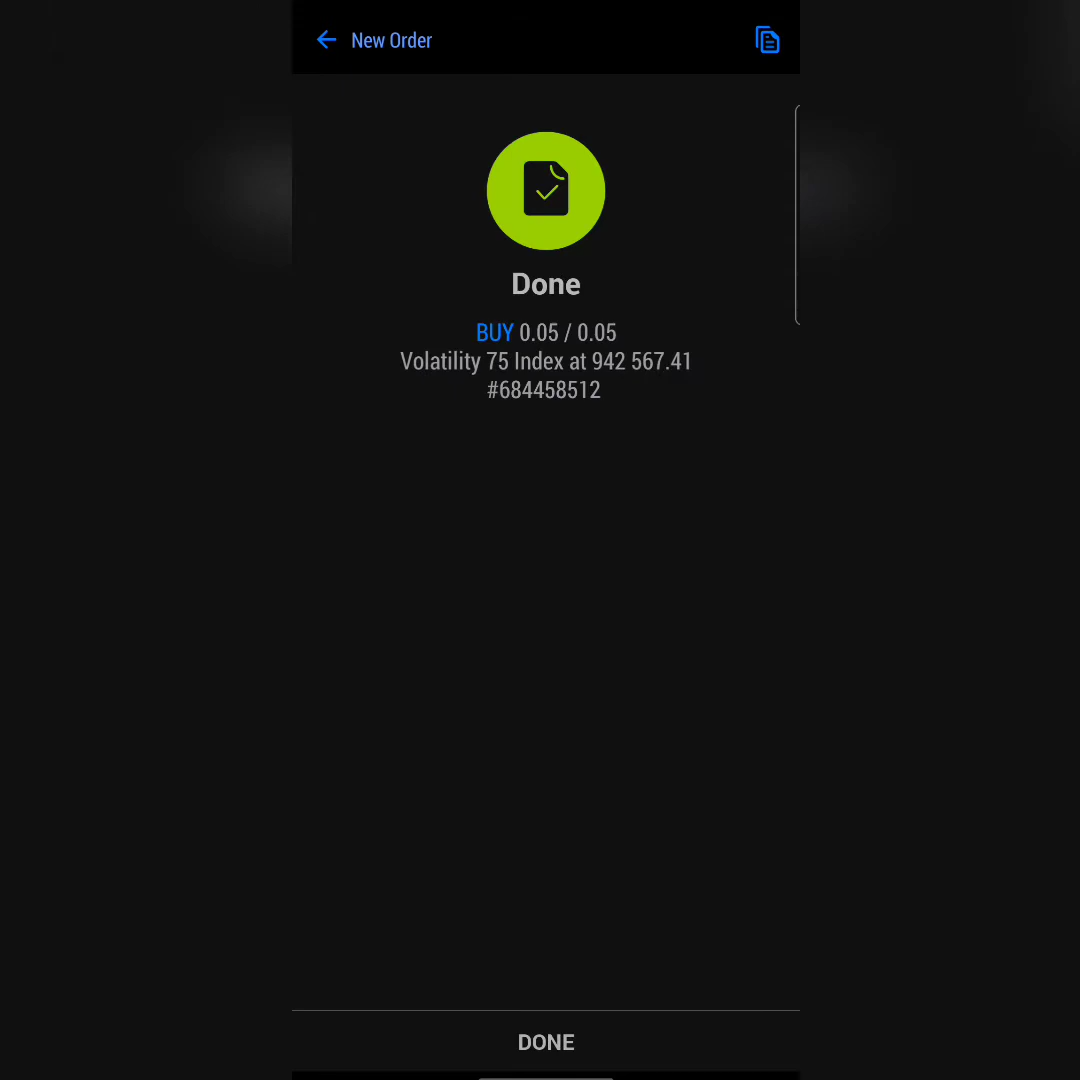 New Order
Done
BUY 0.05 / 0.05
Volatility 75 Index at 942 567.41
#684458512
DONE